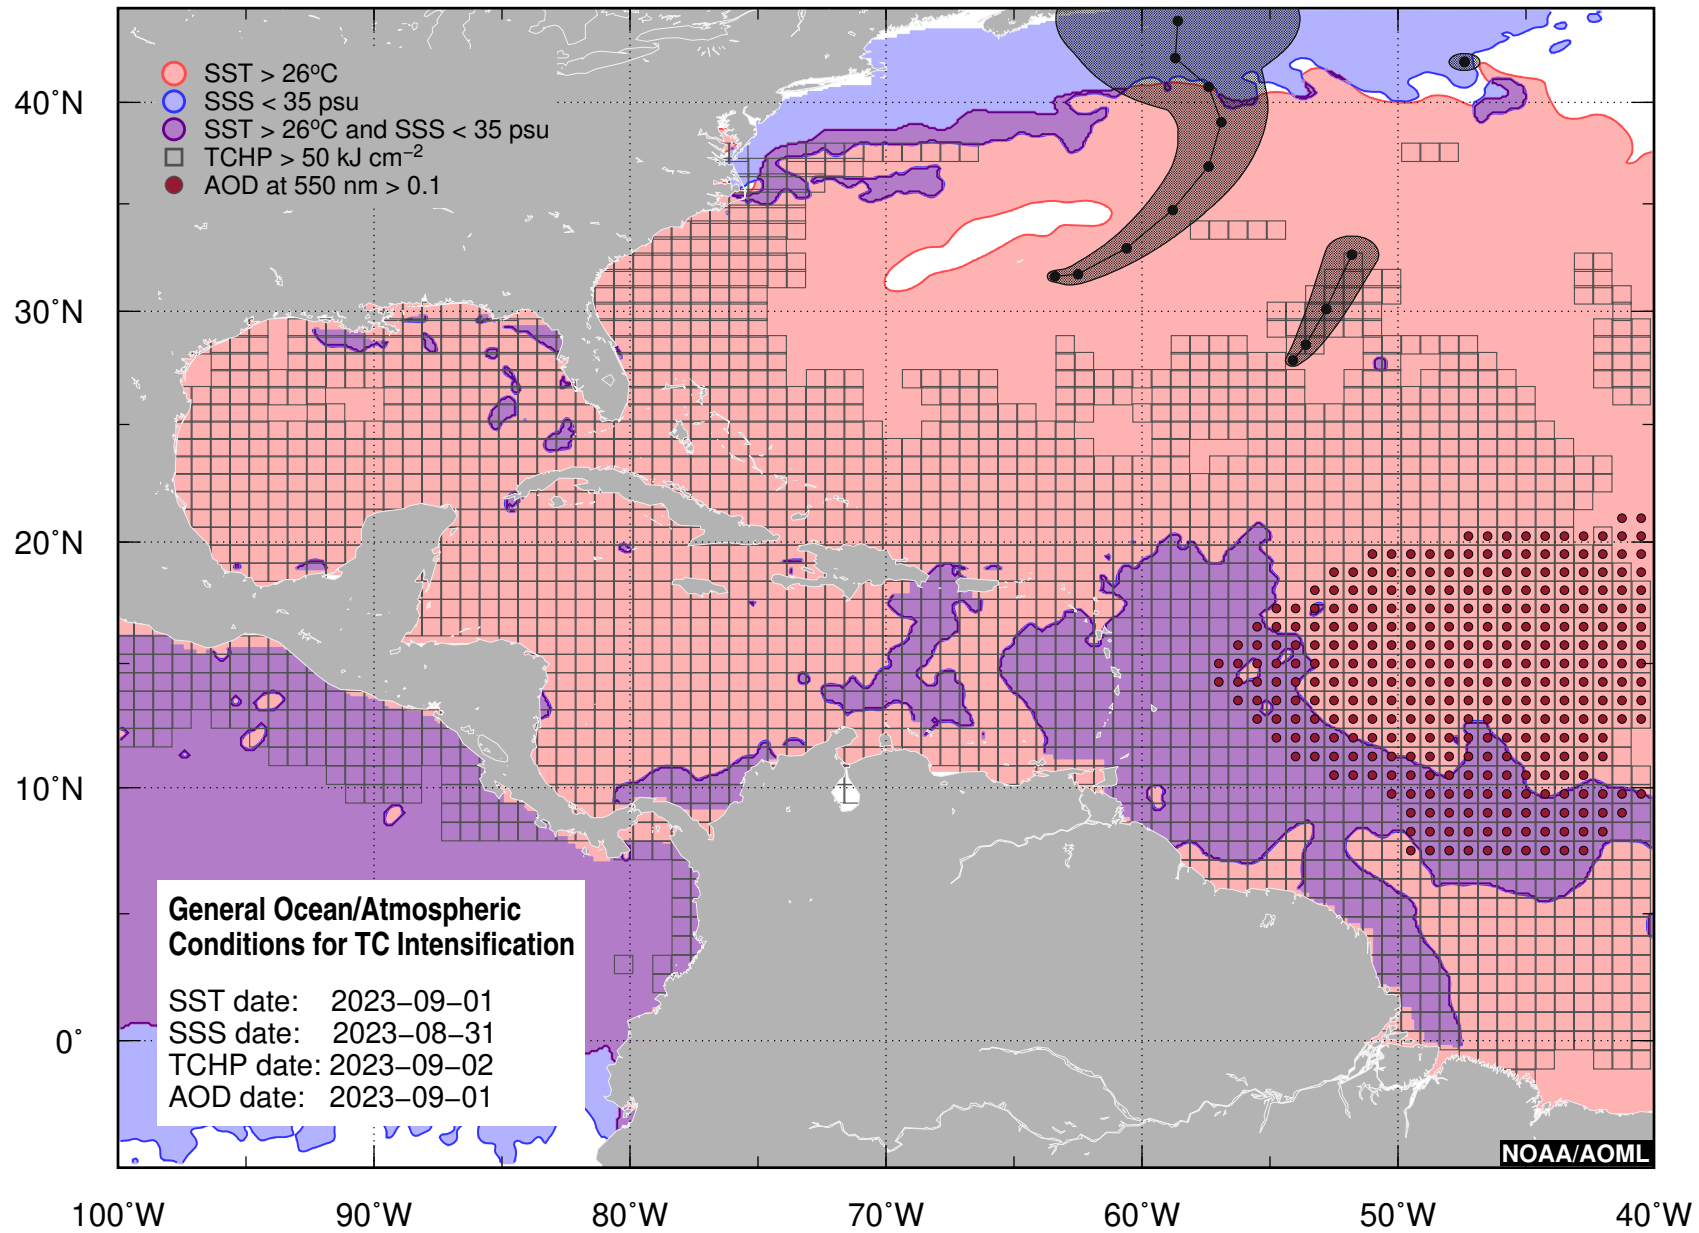 SST > 26°C
SSS < 35 psu
SST > 26°C and SSS < 35 psu
TCHP > 50 kJ cm⁻²
AOD at 550 nm > 0.1
40°N
30°N
20°N
10°N
0°
General Ocean/Atmospheric
Conditions for TC Intensification
SST date: 2023−09−01
SSS date: 2023−08−31
TCHP date: 2023−09−02
AOD date: 2023−09−01
NOAA/AOML
100°W 90°W 80°W 70°W 60°W 50°W 40°W